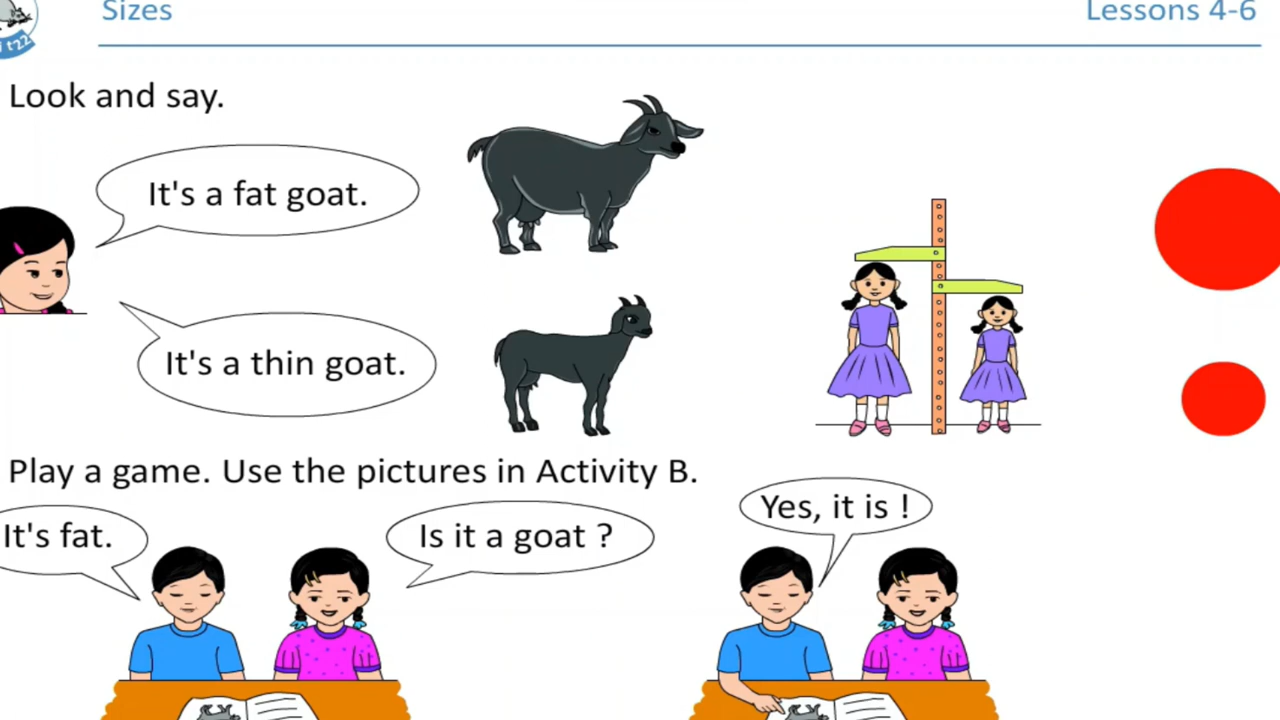 Sizes
Lessons 4-6
Look and say.
It's a fat goat.
It's a thin goat.
Play a game. Use the pictures in Activity B.
It's fat.
Is it a goat ?
Yes, it is !